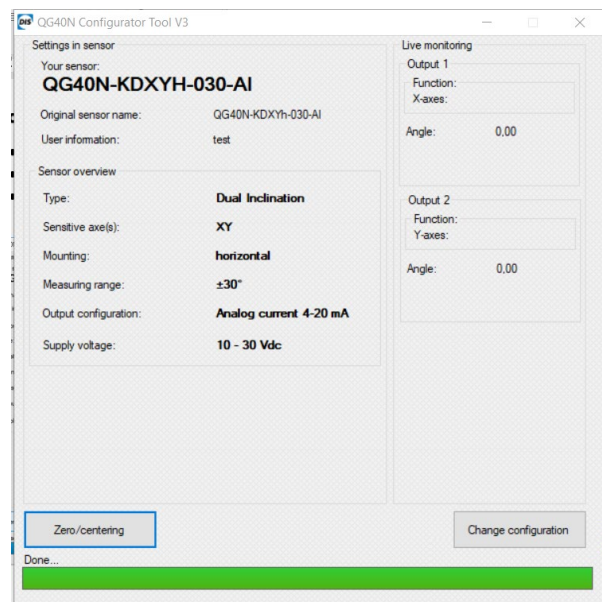 DIS QG40N Configurator Tool V3
Settings in sensor
Your sensor:
QG40N-KDXYH-030-AI
Original sensor name: QG40N-KDXYh-030-AI
User information: test
Sensor overview
Type: Dual Inclination
Sensitive axe(s): XY
Mounting: horizontal
Measuring range: ±30°
Output configuration: Analog current 4-20 mA
Supply voltage: 10 - 30 Vdc
Live monitoring
Output 1
Function:
X-axes:
Angle: 0,00
Output 2
Function:
Y-axes:
Angle: 0,00
Zero/centering
Change configuration
Done...